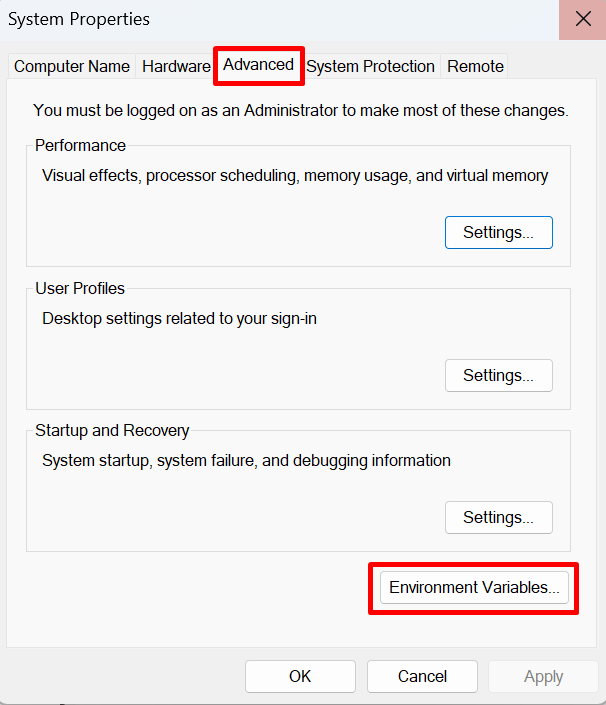 System Properties
Computer Name Hardware Advanced System Protection Remote
You must be logged on as an Administrator to make most of these changes.
Performance
Visual effects, processor scheduling, memory usage, and virtual memory
Settings...
User Profiles
Desktop settings related to your sign-in
Settings...
Startup and Recovery
System startup, system failure, and debugging information
Settings...
Environment Variables...
OK Cancel Apply